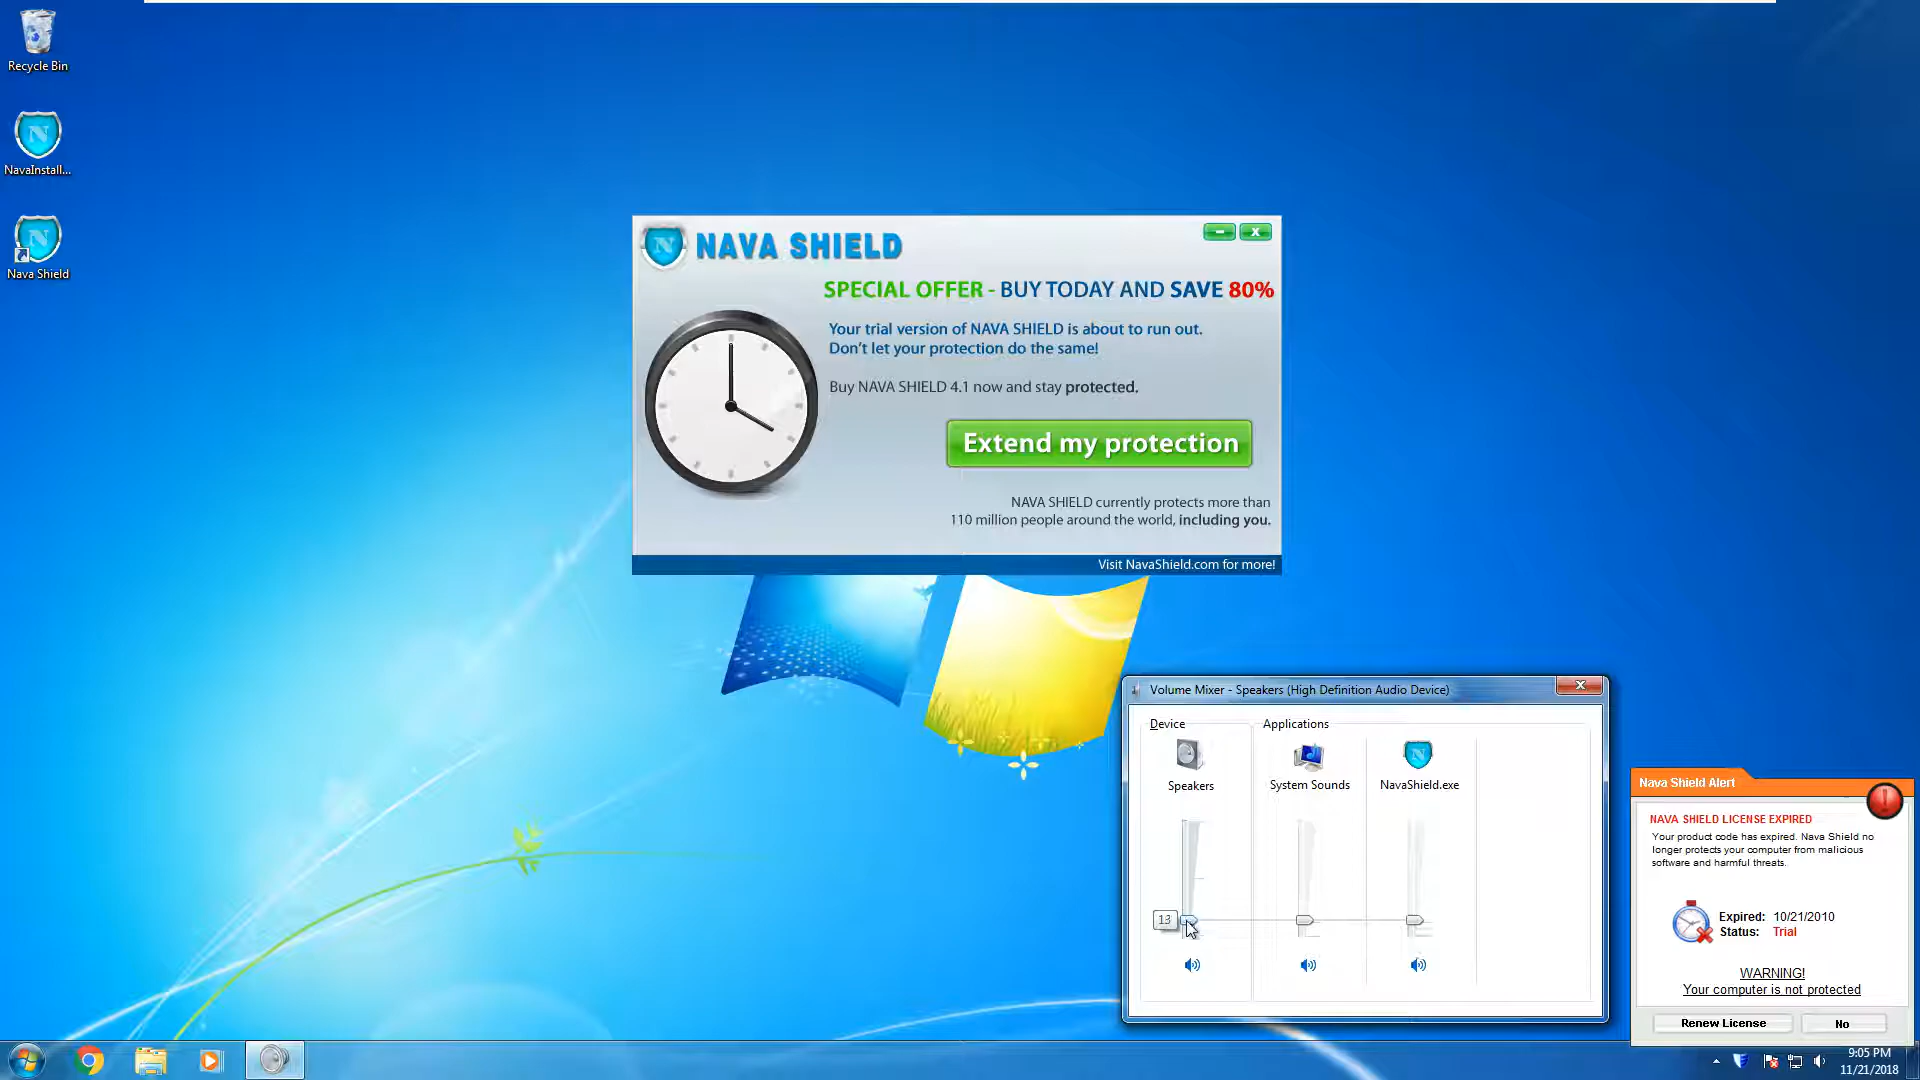 Recycle Bin
NavaInstall...
Nava Shield
N
NAVA SHIELD
SPECIAL OFFER - BUY TODAY AND SAVE 80%
Your trial version of NAVA SHIELD is about to run out.
Don't let your protection do the same!
Buy NAVA SHIELD 4.1 now and stay protected.
Extend my protection
NAVA SHIELD currently protects more than
110 million people around the world, including you.
Visit NavaShield.com for more!
Volume Mixer - Speakers (High Definition Audio Device)
Device
Applications
Speakers
System Sounds
NavaShield.exe
13
Nava Shield Alert
NAVA SHIELD LICENSE EXPIRED
Your product code has expired. Nava Shield no
longer protects your computer from malicious
software and harmful threats.
Expired: 10/21/2010
Status: Trial
WARNING!
Your computer is not protected
Renew License
No
9:05 PM
11/21/2018